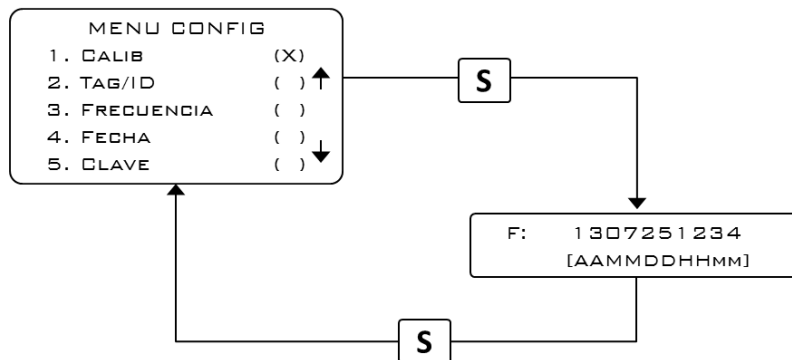 MENU CONFIG
1. CALIB (X)
2. TAG/ID ( )
3. FRECUENCIA ( )
4. FECHA ( )
5. CLAVE ( )
S
F: 1307251234
[AAMMDDHHMM]
S